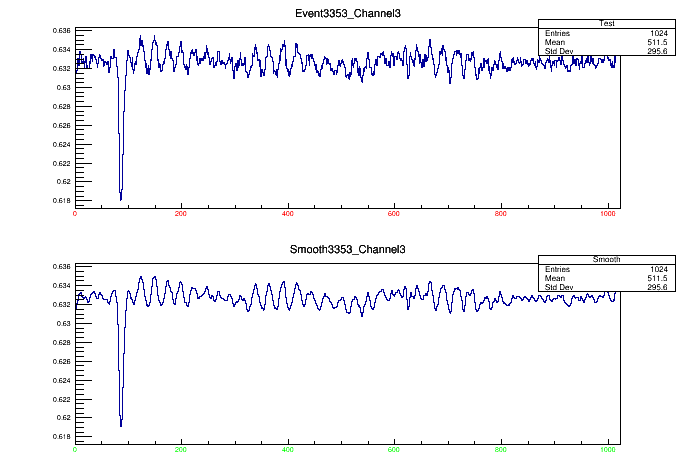 Event3353_Channel3
Test
Entries 1024
Mean 511.5
Std Dev 295.6
0.636
0.634
0.632
0.63
0.628
0.626
0.624
0.622
0.62
0.618
0 200 400 600 800 1000
Smooth3353_Channel3
Smooth
Entries 1024
Mean 511.5
Std Dev 295.6
0.636
0.634
0.632
0.63
0.628
0.626
0.624
0.622
0.62
0.618
0 200 400 600 800 1000